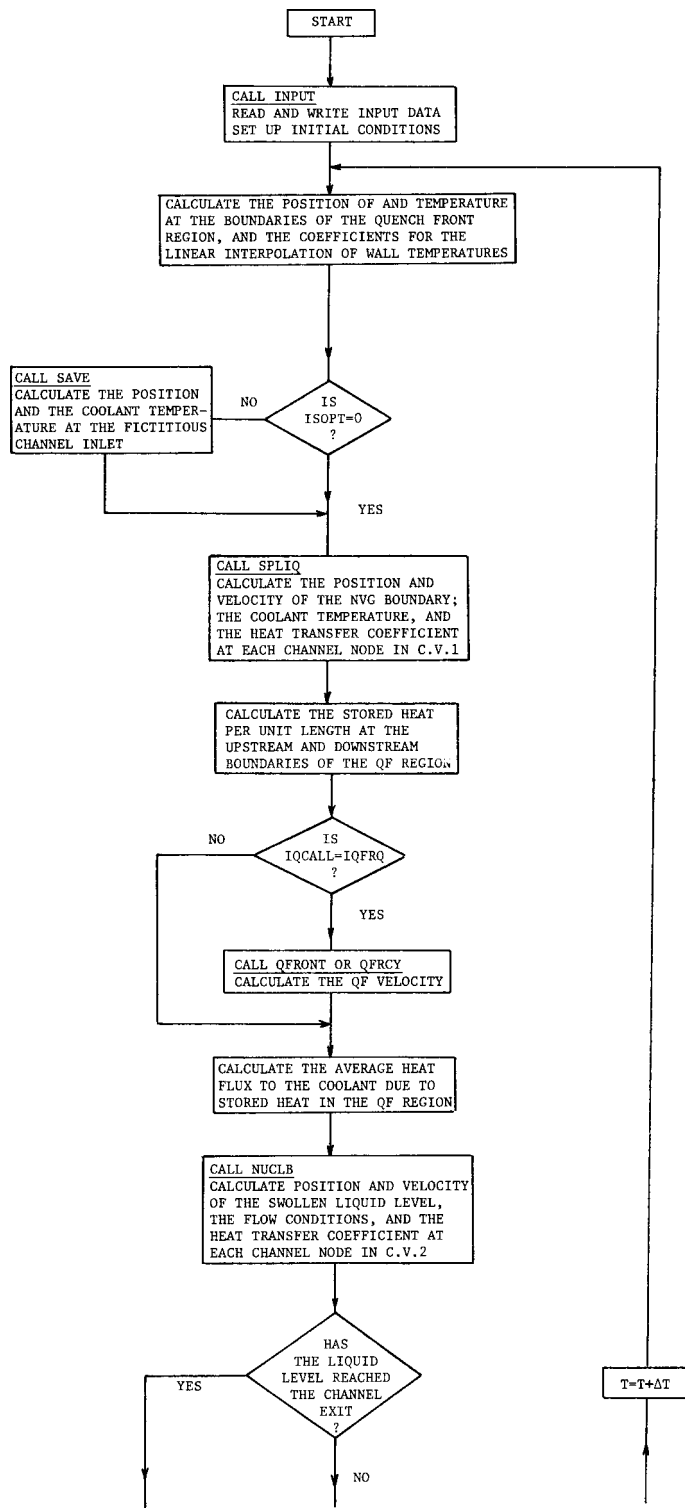 START
CALL INPUT
READ AND WRITE INPUT DATA
SET UP INITIAL CONDITIONS
CALCULATE THE POSITION OF AND TEMPERATURE
AT THE BOUNDARIES OF THE QUENCH FRONT
REGION, AND THE COEFFICIENTS FOR THE
LINEAR INTERPOLATION OF WALL TEMPERATURES
CALL SAVE
CALCULATE THE POSITION
AND THE COOLANT TEMPER-
ATURE AT THE FICTITIOUS
CHANNEL INLET
NO
IS
ISOPT=0
?
YES
CALL SPLIQ
CALCULATE THE POSITION AND
VELOCITY OF THE NVG BOUNDARY;
THE COOLANT TEMPERATURE, AND
THE HEAT TRANSFER COEFFICIENT
AT EACH CHANNEL NODE IN C.V.1
CALCULATE THE STORED HEAT
PER UNIT LENGTH AT THE
UPSTREAM AND DOWNSTREAM
BOUNDARIES OF THE QF REGION
NO
IS
IQCALL=IQFRQ
?
YES
CALL QFRONT OR QFRCY
CALCULATE THE QF VELOCITY
CALCULATE THE AVERAGE HEAT
FLUX TO THE COOLANT DUE TO
STORED HEAT IN THE QF REGION
CALL NUCLB
CALCULATE POSITION AND VELOCITY
OF THE SWOLLEN LIQUID LEVEL,
THE FLOW CONDITIONS, AND THE
HEAT TRANSFER COEFFICIENT AT
EACH CHANNEL NODE IN C.V.2
HAS
THE LIQUID
LEVEL REACHED
THE CHANNEL
EXIT
?
YES
NO
T=T+ΔT